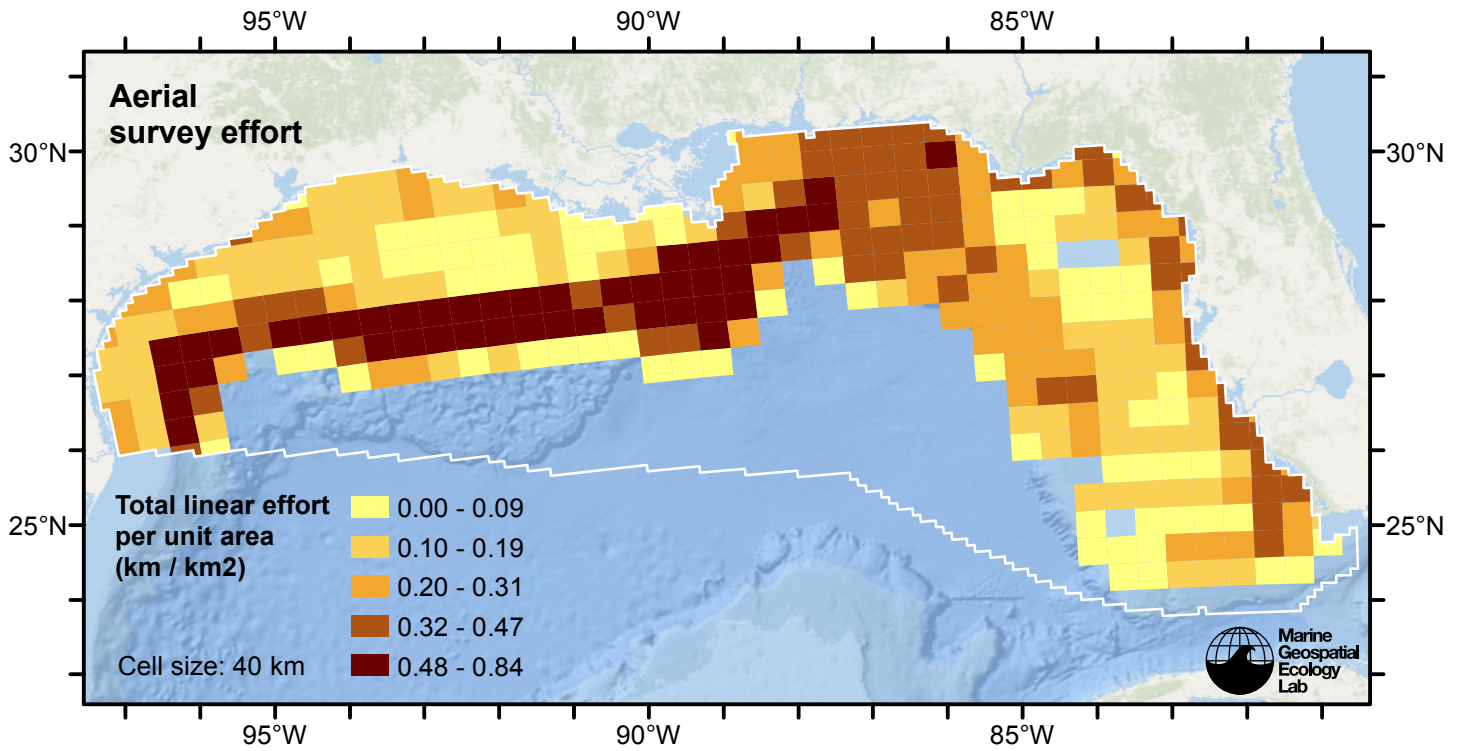 95°W 90°W 85°W
Aerial
survey effort
30°N 30°N
25°N 25°N
Total linear effort
per unit area
(km / km2)
0.00 - 0.09
0.10 - 0.19
0.20 - 0.31
0.32 - 0.47
0.48 - 0.84
Cell size: 40 km
Marine
Geospatial
Ecology
Lab
95°W 90°W 85°W